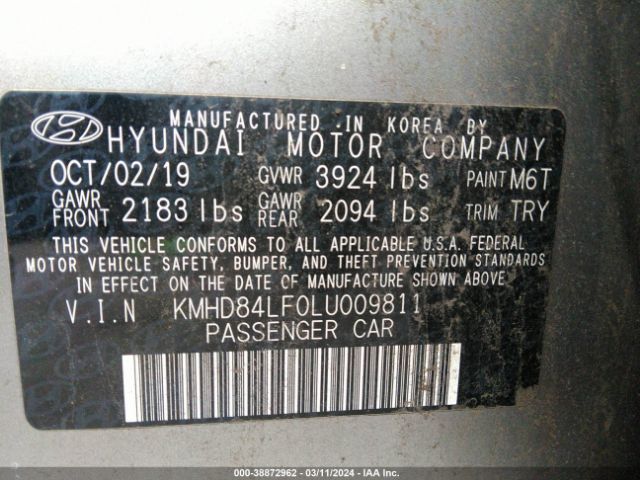 MANUFACTURED IN KOREA BY
HYUNDAI MOTOR COMPANY
OCT/02/19 GVWR 3924 lbs PAINT M6T
GAWR FRONT 2183 lbs GAWR REAR 2094 lbs TRIM TRY
THIS VEHICLE CONFORMS TO ALL APPLICABLE U.S.A. FEDERAL
MOTOR VEHICLE SAFETY, BUMPER, AND THEFT PREVENTION STANDARDS
IN EFFECT ON THE DATE OF MANUFACTURE SHOWN ABOVE
V.I.N KMHD84LF0LU009811
PASSENGER CAR
000-38872962 - 03/11/2024 - IAA Inc.